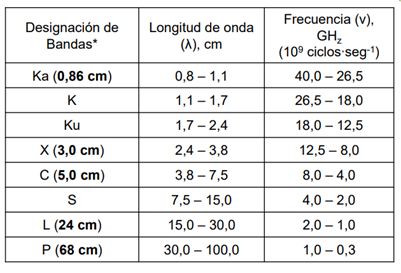 Designación de Bandas* | Longitud de onda (λ), cm | Frecuencia (ν), GHz (10⁹ ciclos·seg⁻¹)
Ka (0,86 cm) | 0,8 – 1,1 | 40,0 – 26,5
K | 1,1 – 1,7 | 26,5 – 18,0
Ku | 1,7 – 2,4 | 18,0 – 12,5
X (3,0 cm) | 2,4 – 3,8 | 12,5 – 8,0
C (5,0 cm) | 3,8 – 7,5 | 8,0 – 4,0
S | 7,5 – 15,0 | 4,0 – 2,0
L (24 cm) | 15,0 – 30,0 | 2,0 – 1,0
P (68 cm) | 30,0 – 100,0 | 1,0 – 0,3